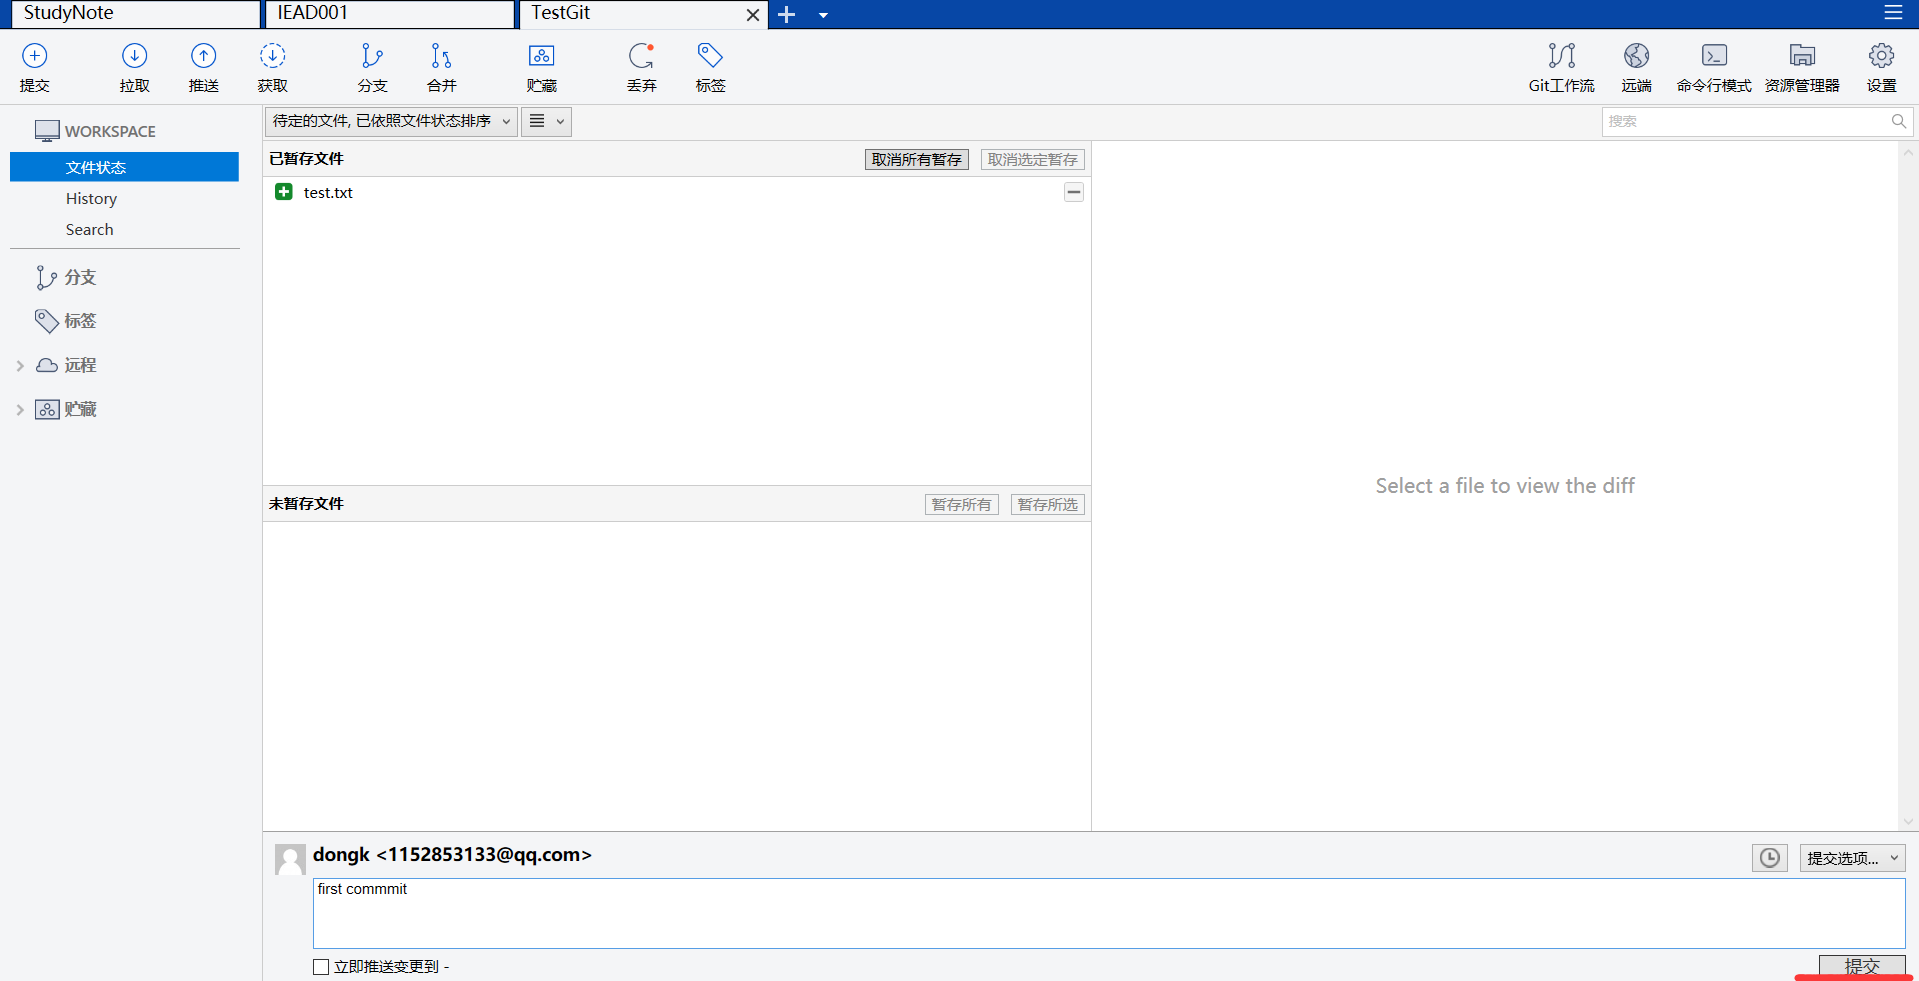 StudyNote IEAD001 TestGit
提交 拉取 推送 获取 分支 合并 贮藏 丢弃 标签 Git工作流 远端 命令行模式 资源管理器 设置
WORKSPACE
文件状态
History
Search
分支
标签
远程
贮藏
待定的文件, 已依照文件状态排序
搜索
已暂存文件 取消所有暂存 取消选定暂存
test.txt
未暂存文件 暂存所有 暂存所选
Select a file to view the diff
dongk <1152853133@qq.com>
提交选项...
first commmit
立即推送变更到 -
提交